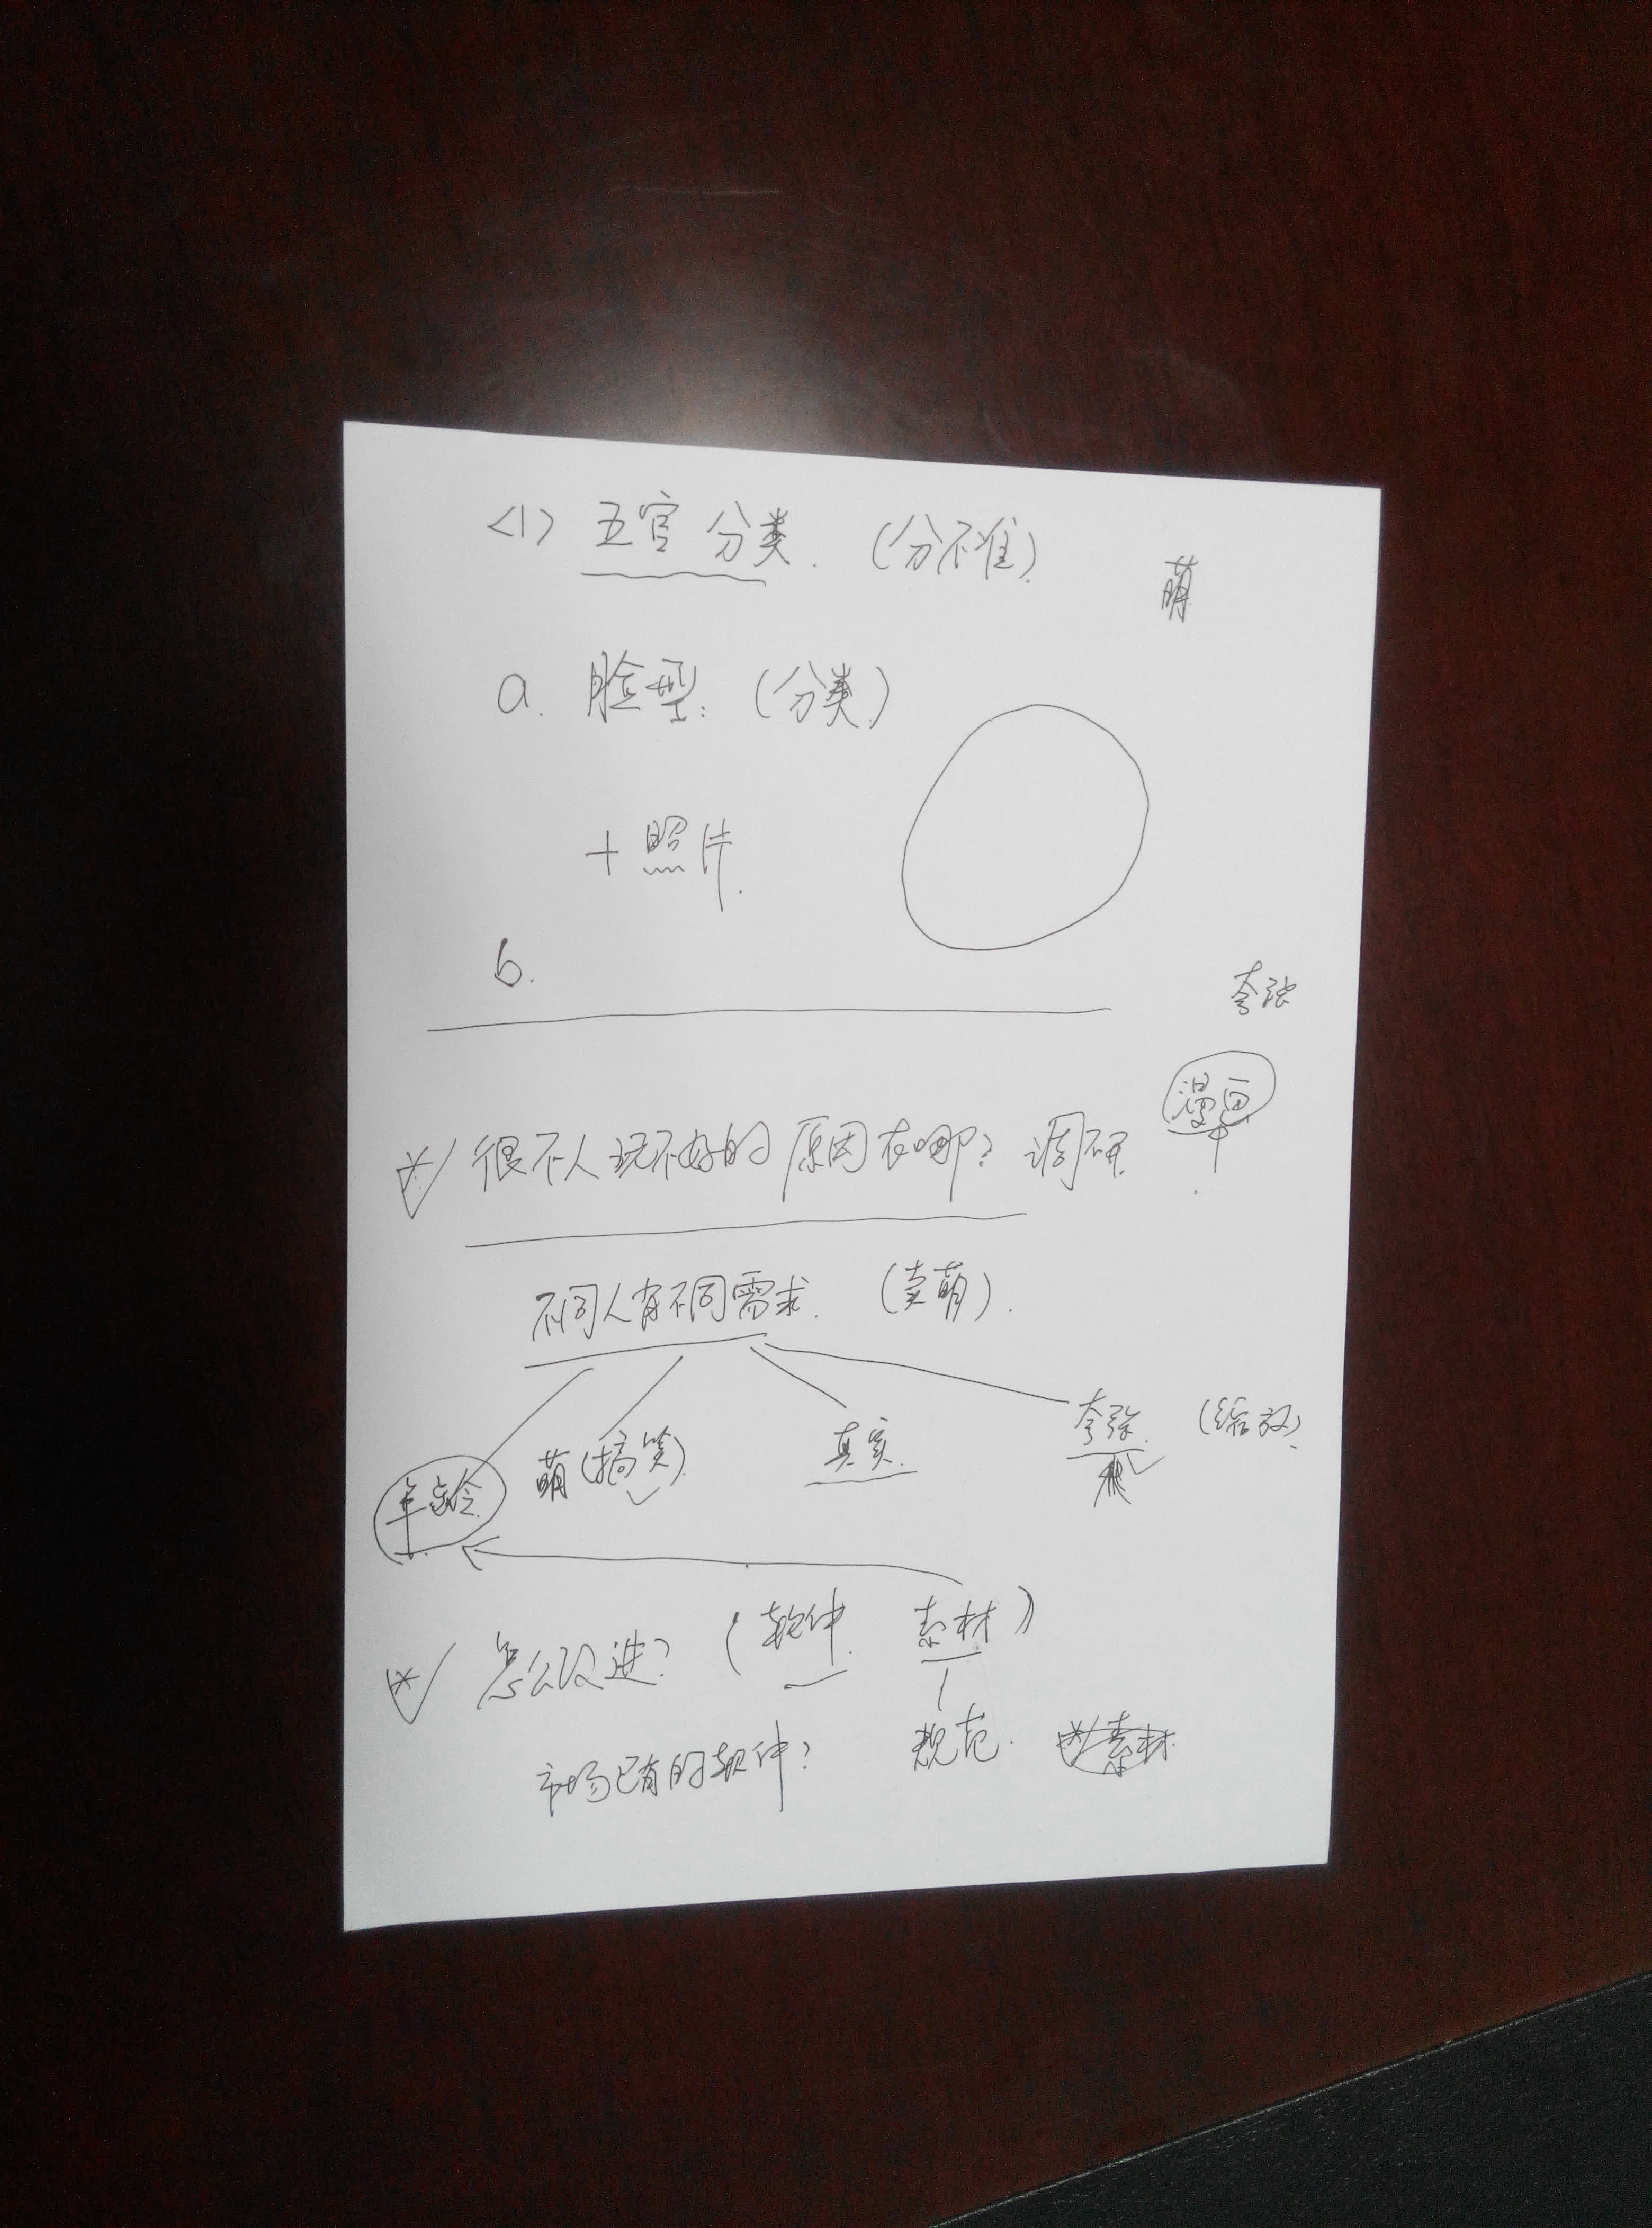 <1> 五官分类. (分不准)
萌
a. 脸型: (分类)
+ 照片.
b.
夸张
漫画
很不人玩不好的原因在哪? 调研
不同人有不同需求. (卖萌).
年龄 萌(搞笑). 真实. 夸张. (缩放)
怎么改进? (软件. 素材)
市场已有的软件? 规范. 素材.